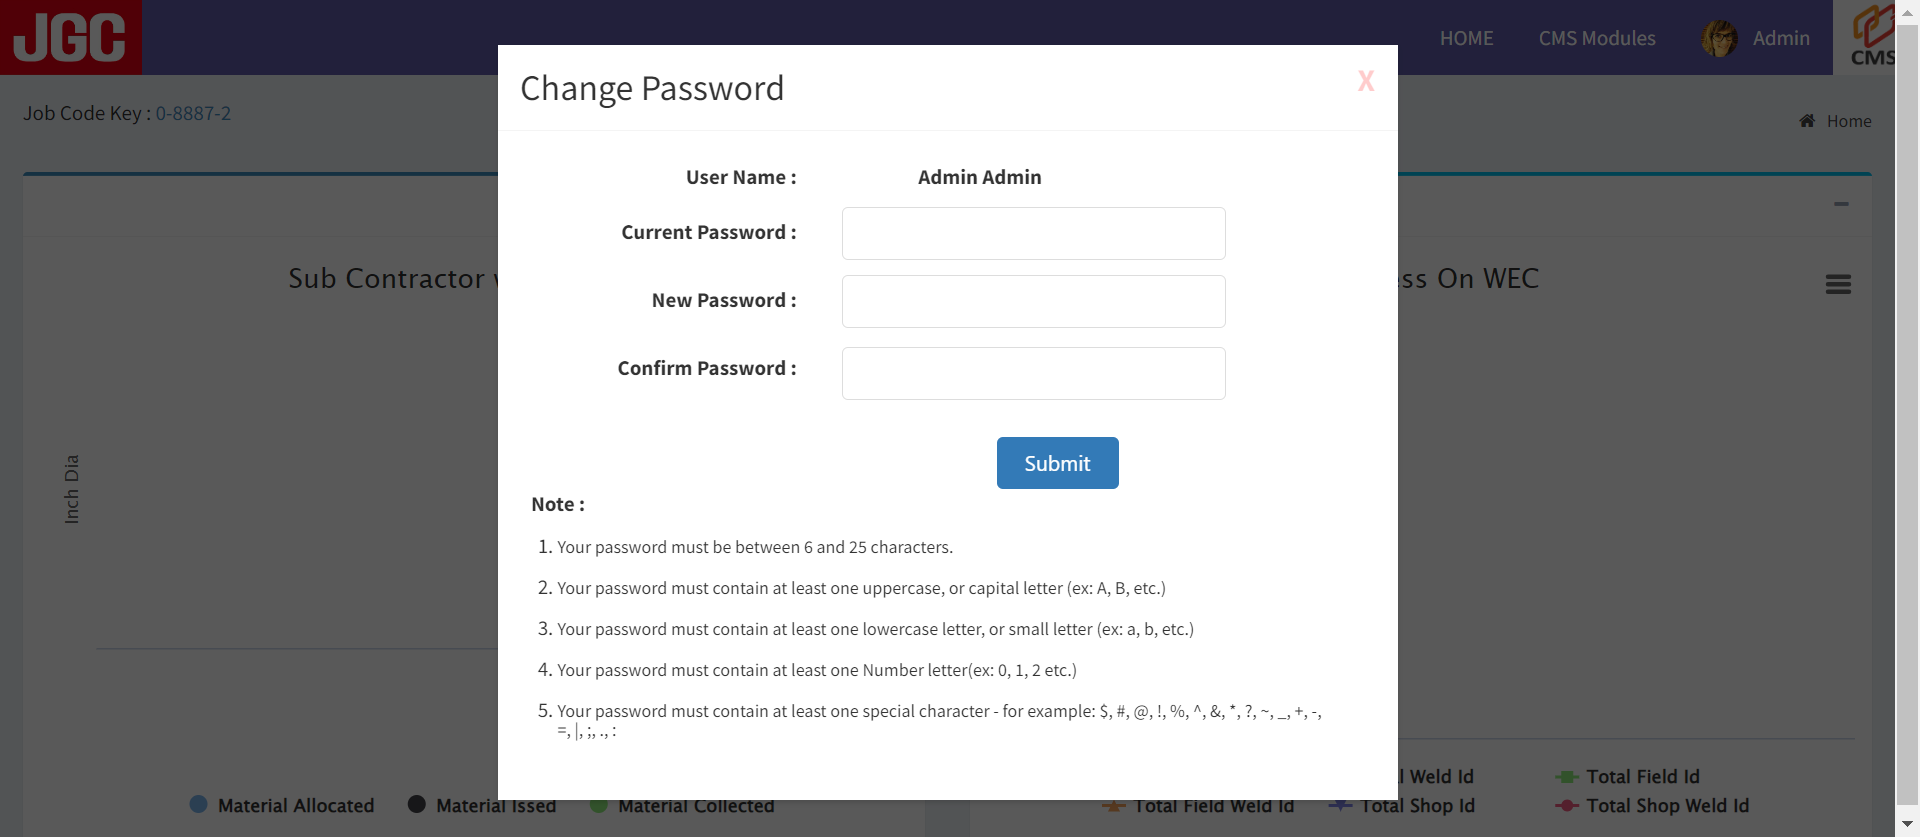 JGC
HOME
CMS Modules
Admin
CMS
Job Code Key : 0-8887-2
Home
Change Password
X
User Name :
Admin Admin
Current Password :
New Password :
Confirm Password :
Submit
Note :
1. Your password must be between 6 and 25 characters.
2. Your password must contain at least one uppercase, or capital letter (ex: A, B, etc.)
3. Your password must contain at least one lowercase letter, or small letter (ex: a, b, etc.)
4. Your password must contain at least one Number letter(ex: 0, 1, 2 etc.)
5. Your password must contain at least one special character - for example: $, #, @, !, %, ^, &, *, ?, ~, _, +, -,
=, |, ;, ., :
Sub Contractor
On WEC
Inch Dia
Material Allocated
Material Issed
Material Collected
Weld Id
Total Field Id
Total Field Weld Id
Total Shop Id
Total Shop Weld Id